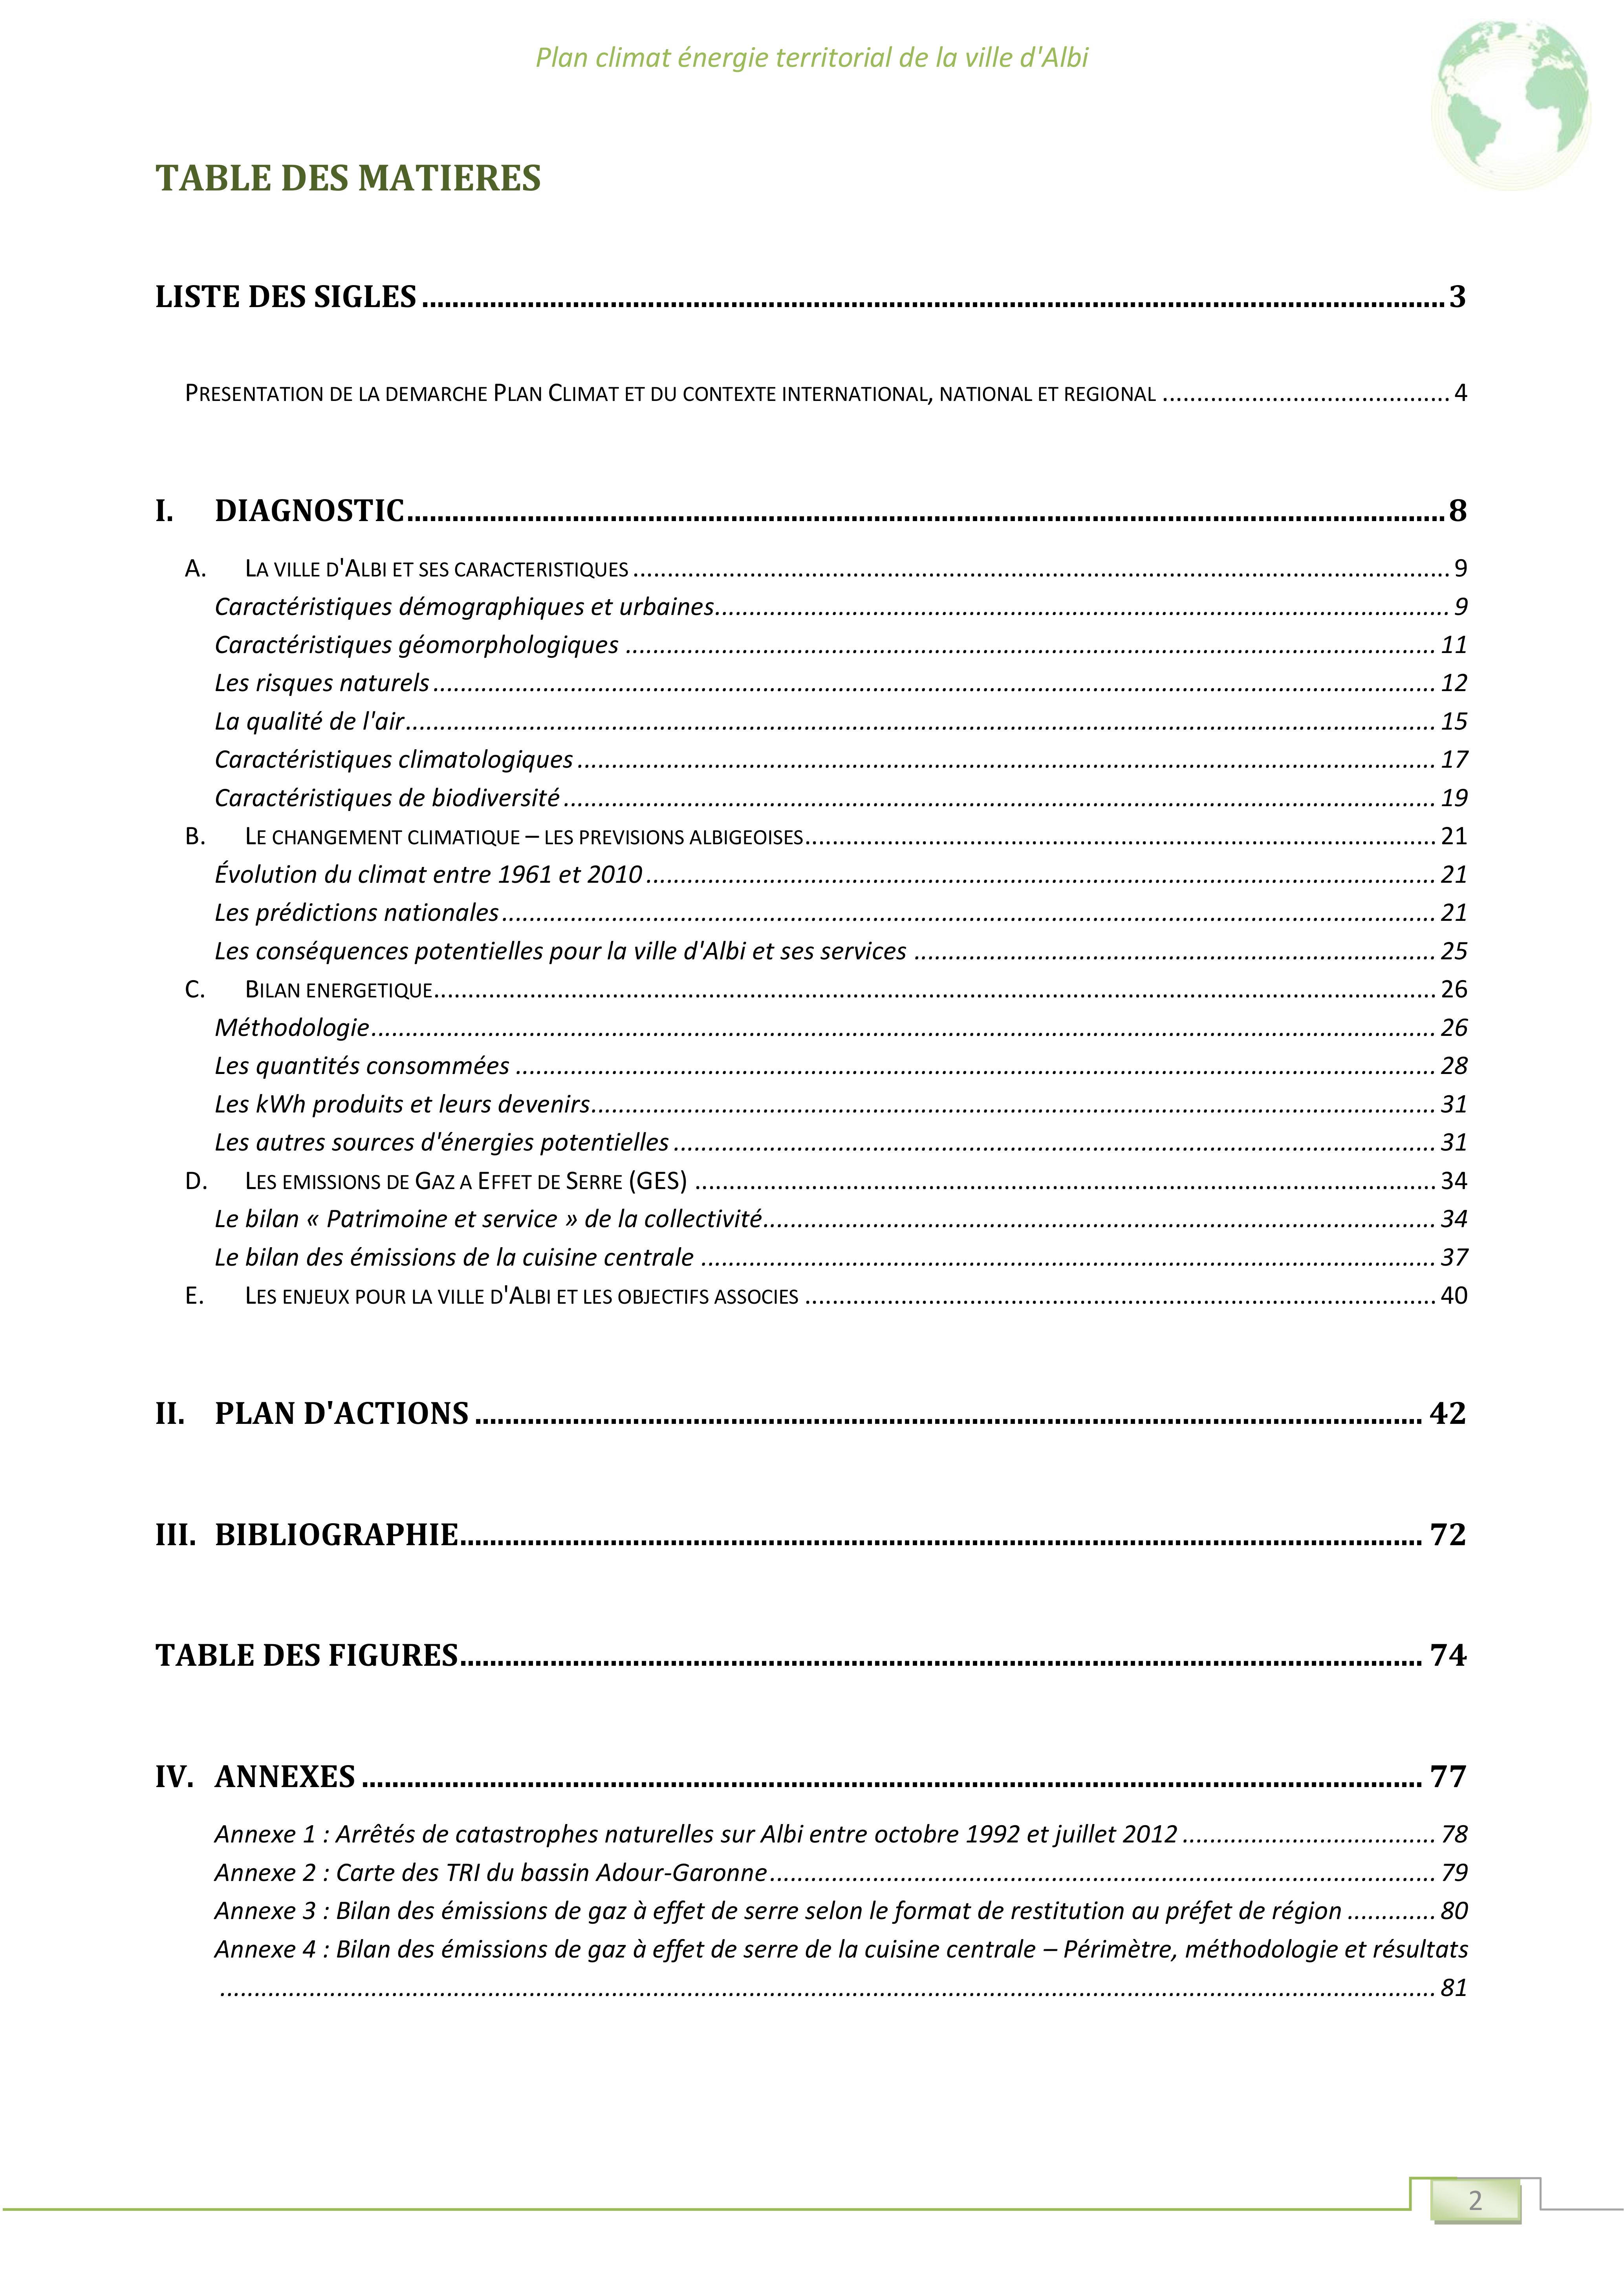 Plan climat énergie territorial de la ville d'Albi
TABLE DES MATIERES
LISTE DES SIGLES ........ 3
PRESENTATION DE LA DEMARCHE PLAN CLIMAT ET DU CONTEXTE INTERNATIONAL, NATIONAL ET REGIONAL ........ 4
I. DIAGNOSTIC ........ 8
A. LA VILLE D'ALBI ET SES CARACTERISTIQUES ........ 9
Caractéristiques démographiques et urbaines ........ 9
Caractéristiques géomorphologiques ........ 11
Les risques naturels ........ 12
La qualité de l'air ........ 15
Caractéristiques climatologiques ........ 17
Caractéristiques de biodiversité ........ 19
B. LE CHANGEMENT CLIMATIQUE – LES PREVISIONS ALBIGEOISES ........ 21
Évolution du climat entre 1961 et 2010 ........ 21
Les prédictions nationales ........ 21
Les conséquences potentielles pour la ville d'Albi et ses services ........ 25
C. BILAN ENERGETIQUE ........ 26
Méthodologie ........ 26
Les quantités consommées ........ 28
Les kWh produits et leurs devenirs ........ 31
Les autres sources d'énergies potentielles ........ 31
D. LES EMISSIONS DE GAZ A EFFET DE SERRE (GES) ........ 34
Le bilan « Patrimoine et service » de la collectivité ........ 34
Le bilan des émissions de la cuisine centrale ........ 37
E. LES ENJEUX POUR LA VILLE D'ALBI ET LES OBJECTIFS ASSOCIES ........ 40
II. PLAN D'ACTIONS ........ 42
III. BIBLIOGRAPHIE ........ 72
TABLE DES FIGURES ........ 74
IV. ANNEXES ........ 77
Annexe 1 : Arrêtés de catastrophes naturelles sur Albi entre octobre 1992 et juillet 2012 ........ 78
Annexe 2 : Carte des TRI du bassin Adour-Garonne ........ 79
Annexe 3 : Bilan des émissions de gaz à effet de serre selon le format de restitution au préfet de région ........ 80
Annexe 4 : Bilan des émissions de gaz à effet de serre de la cuisine centrale – Périmètre, méthodologie et résultats
........ 81
2